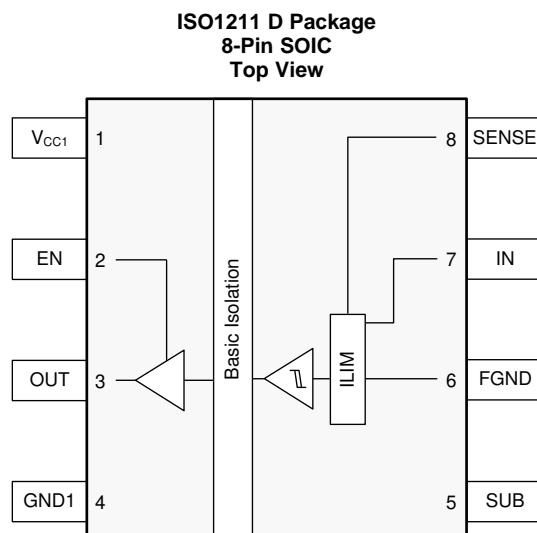 ISO1211 D Package
8-Pin SOIC
Top View
VCC1 1
8 SENSE
EN 2
7 IN
Basic Isolation
ILIM
OUT 3
6 FGND
GND1 4
5 SUB